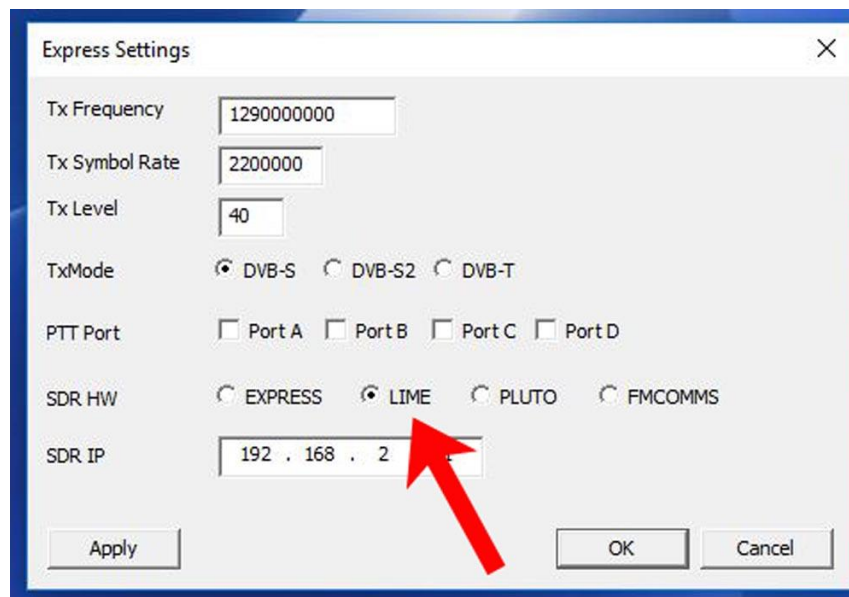 Express Settings
Tx Frequency 1290000000
Tx Symbol Rate 2200000
Tx Level 40
TxMode DVB-S DVB-S2 DVB-T
PTT Port Port A Port B Port C Port D
SDR HW EXPRESS LIME PLUTO FMCOMMS
SDR IP 192 . 168 . 2
Apply OK Cancel